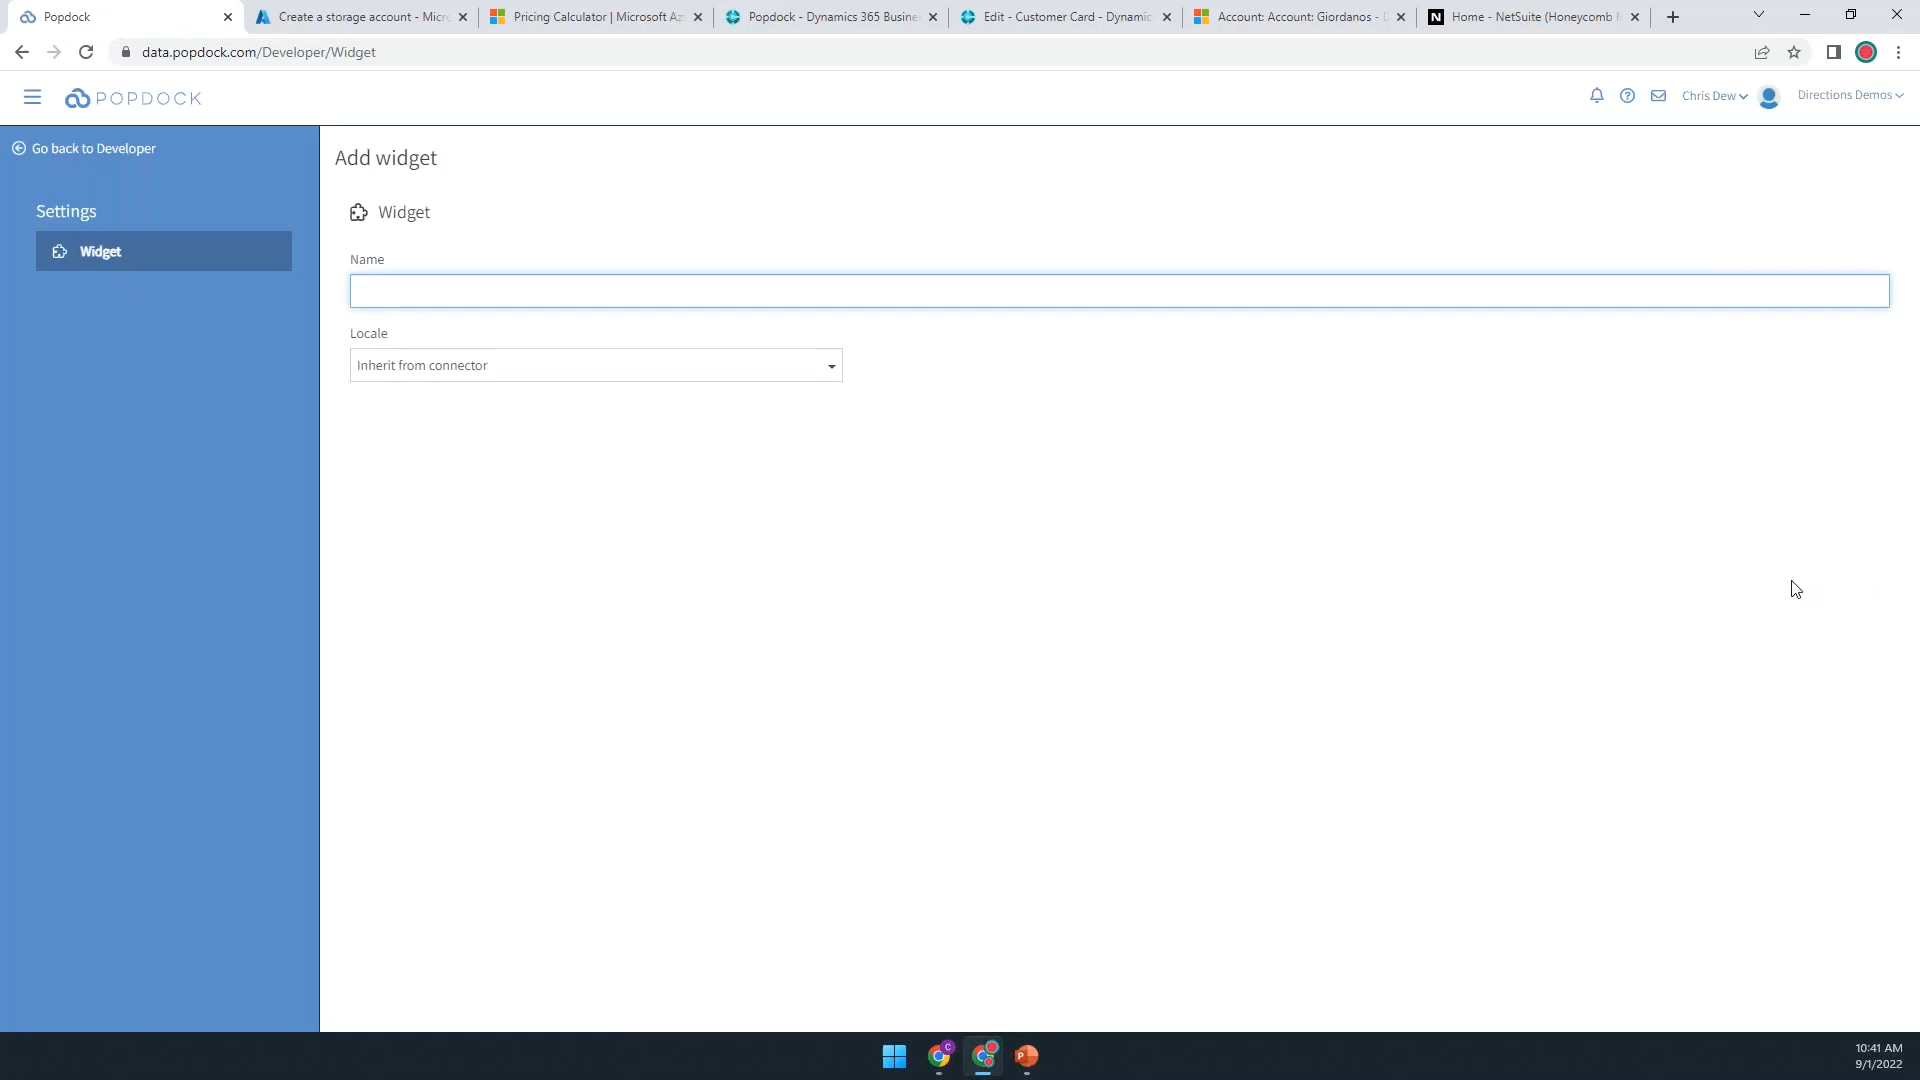 Popdock
Create a storage account - Micro
Pricing Calculator | Microsoft Az
Popdock - Dynamics 365 Busine
Edit - Customer Card - Dynamic
Account: Account: Giordanos - D
N Home - NetSuite (Honeycomb
data.popdock.com/Developer/Widget
POPDOCK
Chris Dew
Directions Demos
Go back to Developer
Add widget
Settings
Widget
Widget
Name
Locale
Inherit from connector
C
P
10:41 AM
9/1/2022